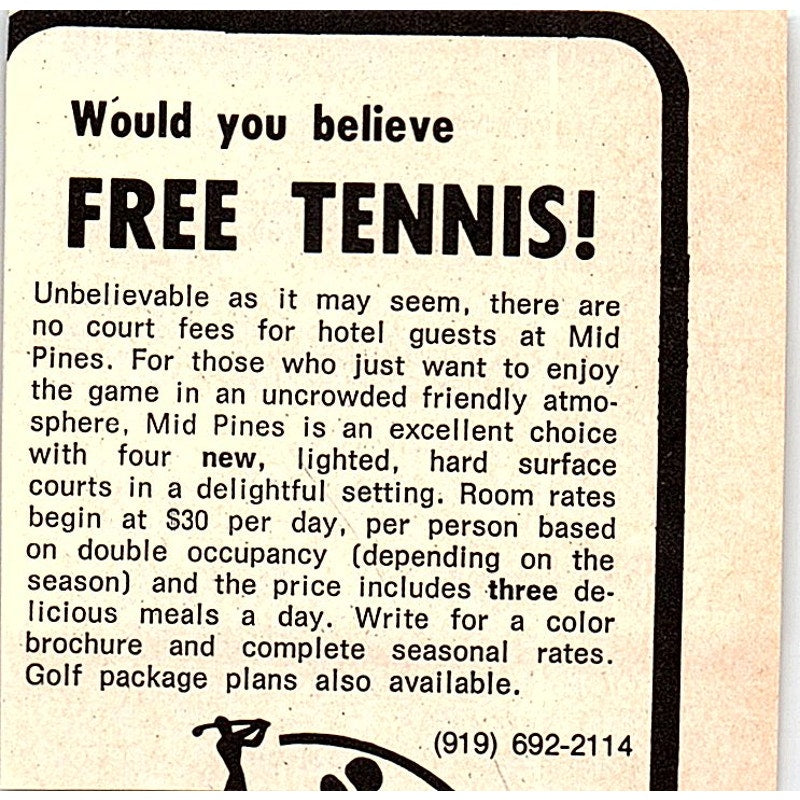 Would you believe
FREE TENNIS!
Unbelievable as it may seem, there are
no court fees for hotel guests at Mid
Pines. For those who just want to enjoy
the game in an uncrowded friendly atmo-
sphere, Mid Pines is an excellent choice
with four new, lighted, hard surface
courts in a delightful setting. Room rates
begin at $30 per day, per person based
on double occupancy (depending on the
season) and the price includes three de-
licious meals a day. Write for a color
brochure and complete seasonal rates.
Golf package plans also available.
(919) 692-2114